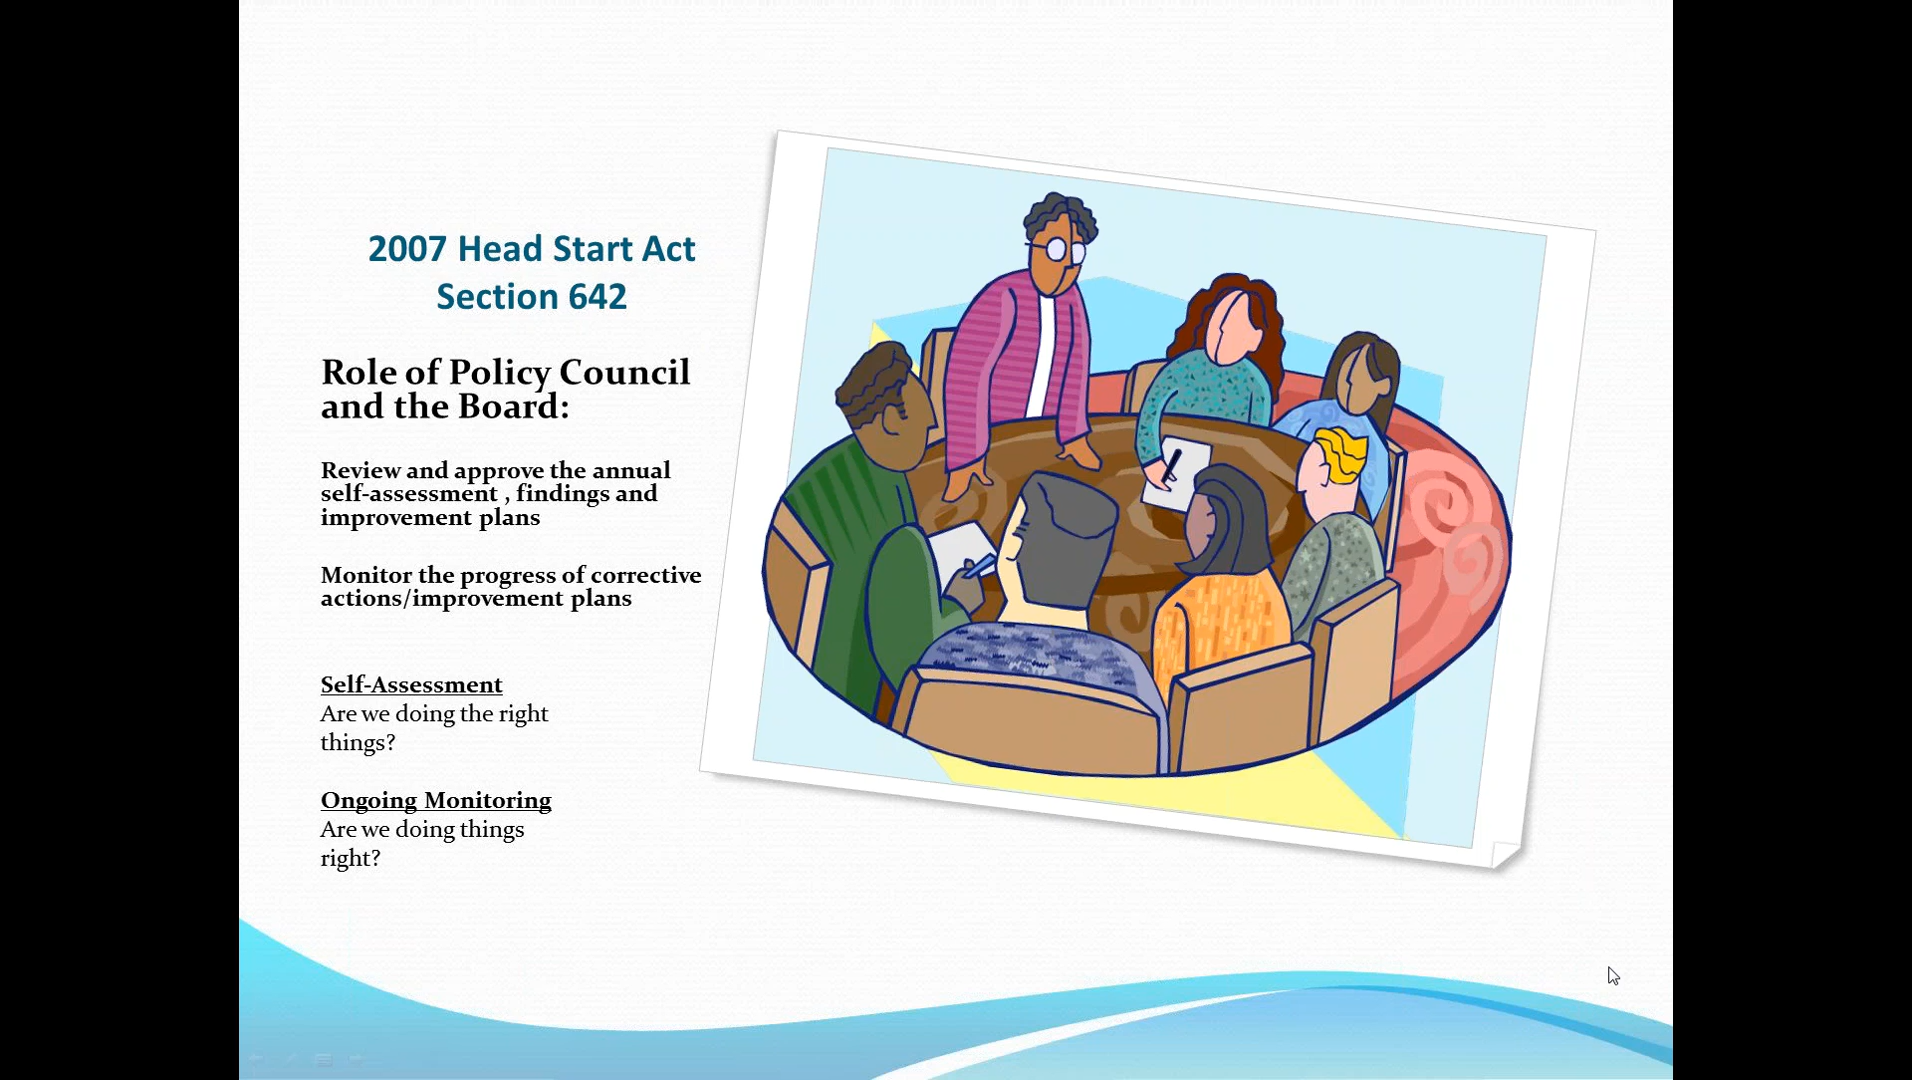 2007 Head Start Act
Section 642
Role of Policy Council
and the Board:
Review and approve the annual
self-assessment , findings and
improvement plans
Monitor the progress of corrective
actions/improvement plans
Self-Assessment
Are we doing the right
things?
Ongoing Monitoring
Are we doing things
right?